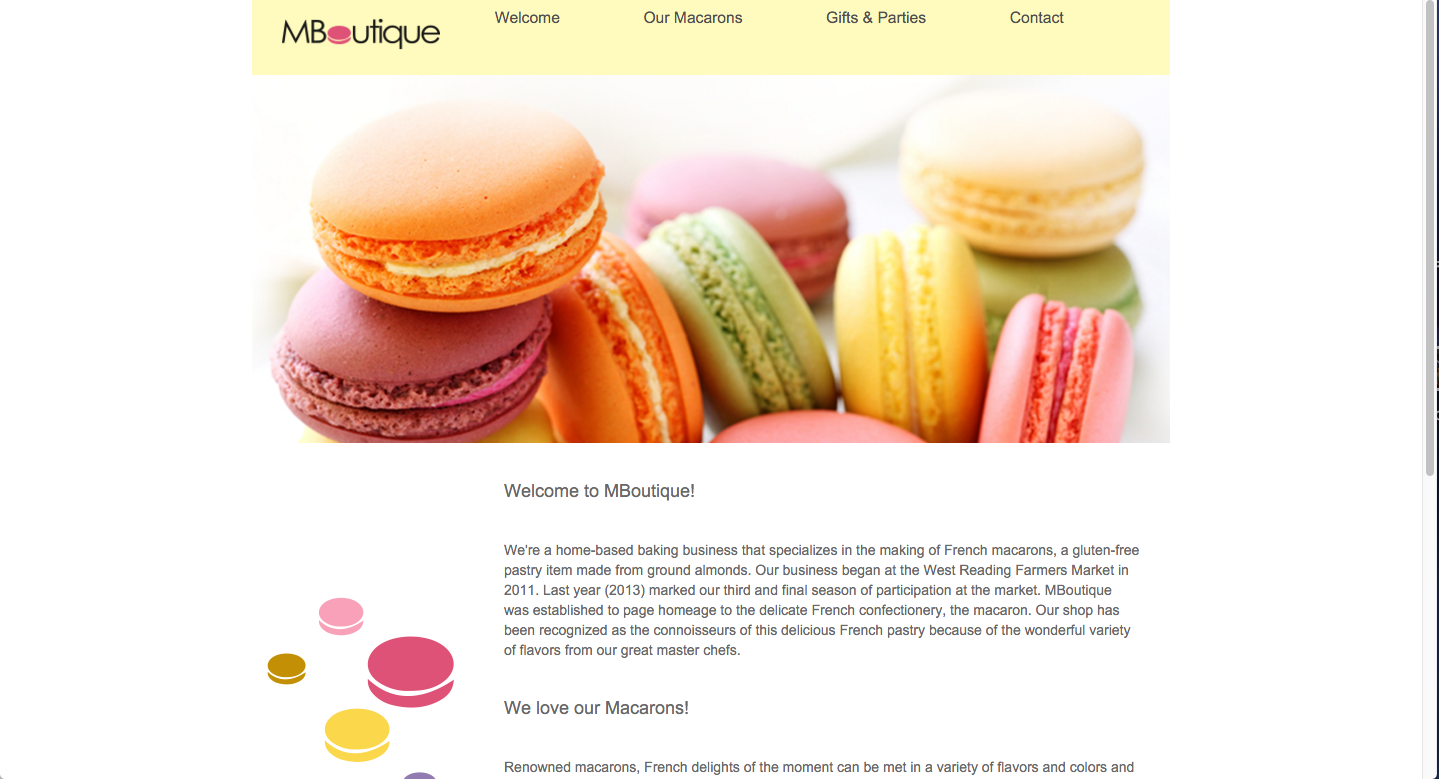 MBoutique
Welcome
Our Macarons
Gifts & Parties
Contact
Welcome to MBoutique!
We're a home-based baking business that specializes in the making of French macarons, a gluten-free
pastry item made from ground almonds. Our business began at the West Reading Farmers Market in
2011. Last year (2013) marked our third and final season of participation at the market. MBoutique
was established to page homeage to the delicate French confectionery, the macaron. Our shop has
been recognized as the connoisseurs of this delicious French pastry because of the wonderful variety
of flavors from our great master chefs.
We love our Macarons!
Renowned macarons, French delights of the moment can be met in a variety of flavors and colors and